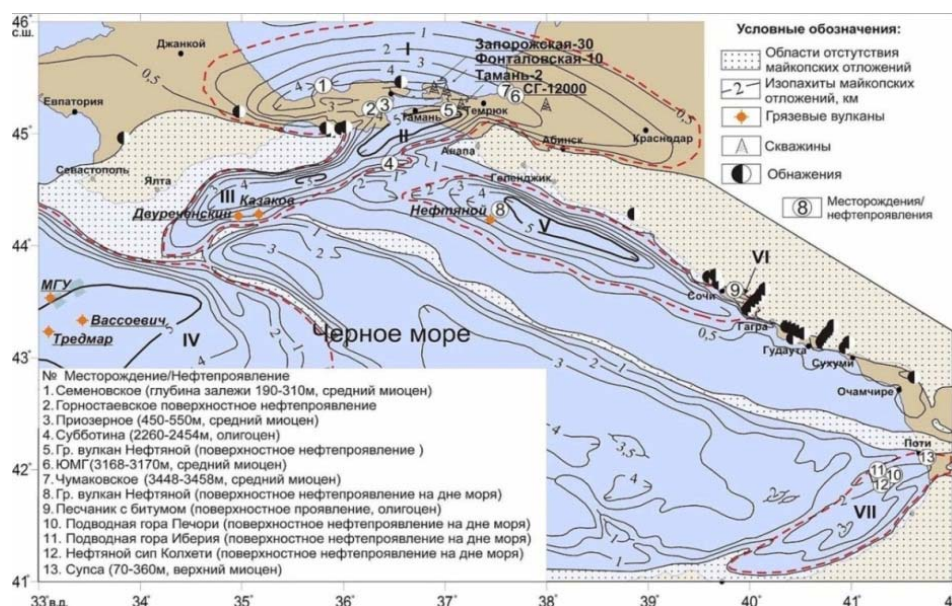 46°
с.ш.
45
44
43
42
41
33°в.д.
34
35
36
37
38
39
40
41
42
Джанкой
Евпатория
Севастополь
Ялта
Двуреченский
Казаков
МГУ
Вассоевич
Тредмар
Запорожская-30
Фонталовская-10
Тамань-2
СГ-12000
Тамань
Темрюк
Анапа
Абинск
Краснодар
Геленджик
Нефтяной
Сочи
Гагра
Гудаута
Сухуми
Очамчире
Поти
Черное море
I
II
III
IV
V
VI
VII
Условные обозначения:
Области отсутствия
майкопских отложений
Изопахиты майкопских
отложений, км
Грязевые вулканы
Скважины
Обнажения
Месторождения/
нефтепроявления
№ Месторождение/Нефтепроявление
1. Семеновское (глубина залежи 190-310м, средний миоцен)
2. Горностаевское поверхностное нефтепроявление
3. Приозерное (450-550м, средний миоцен)
4. Субботина (2260-2454м, олигоцен)
5. Гр. вулкан Нефтяной (поверхностное нефтепроявление )
6. ЮМГ(3168-3170м, средний миоцен)
7. Чумаковское (3448-3458м, средний миоцен)
8. Гр. вулкан Нефтяной (поверхностное нефтепроявление на дне моря)
9. Песчаник с битумом (поверхностное проявление, олигоцен)
10. Подводная гора Печори (поверхностное нефтепроявление на дне моря)
11. Подводная гора Иберия (поверхностное нефтепроявление на дне моря)
12. Нефтяной сип Колхети (поверхностное нефтепроявление на дне моря)
13. Супса (70-360м, верхний миоцен)